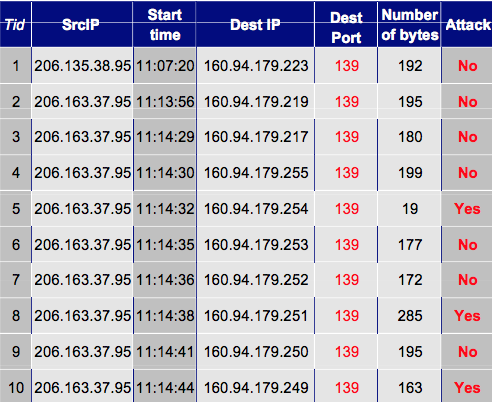 Tid SrcIP Start time Dest IP Dest Port Number of bytes Attack
1 206.135.38.95 11:07:20 160.94.179.223 139 192 No
2 206.163.37.95 11:13:56 160.94.179.219 139 195 No
3 206.163.37.95 11:14:29 160.94.179.217 139 180 No
4 206.163.37.95 11:14:30 160.94.179.255 139 199 No
5 206.163.37.95 11:14:32 160.94.179.254 139 19 Yes
6 206.163.37.95 11:14:35 160.94.179.253 139 177 No
7 206.163.37.95 11:14:36 160.94.179.252 139 172 No
8 206.163.37.95 11:14:38 160.94.179.251 139 285 Yes
9 206.163.37.95 11:14:41 160.94.179.250 139 195 No
10 206.163.37.95 11:14:44 160.94.179.249 139 163 Yes